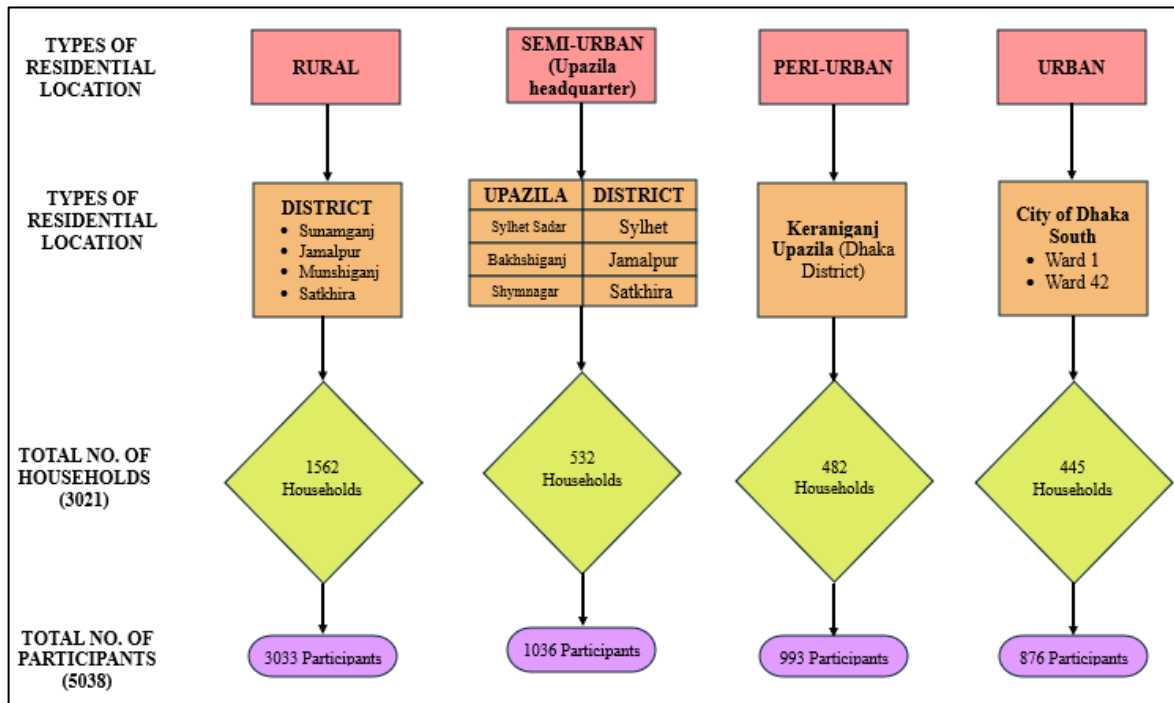 TYPES OF
RESIDENTIAL
LOCATION
RURAL
SEMI-URBAN
(Upazila
headquarter)
PERI-URBAN
URBAN
TYPES OF
RESIDENTIAL
LOCATION
DISTRICT
• Sunamganj
• Jamalpur
• Munshiganj
• Satkhira
UPAZILA DISTRICT
Sylhet Sadar Sylhet
Bakhshiganj Jamalpur
Shymnagar Satkhira
Keraniganj
Upazila (Dhaka
District)
City of Dhaka
South
• Ward 1
• Ward 42
TOTAL NO. OF
HOUSEHOLDS
(3021)
1562
Households
532
Households
482
Households
445
Households
TOTAL NO. OF
PARTICIPANTS
(5038)
3033 Participants
1036 Participants
993 Participants
876 Participants